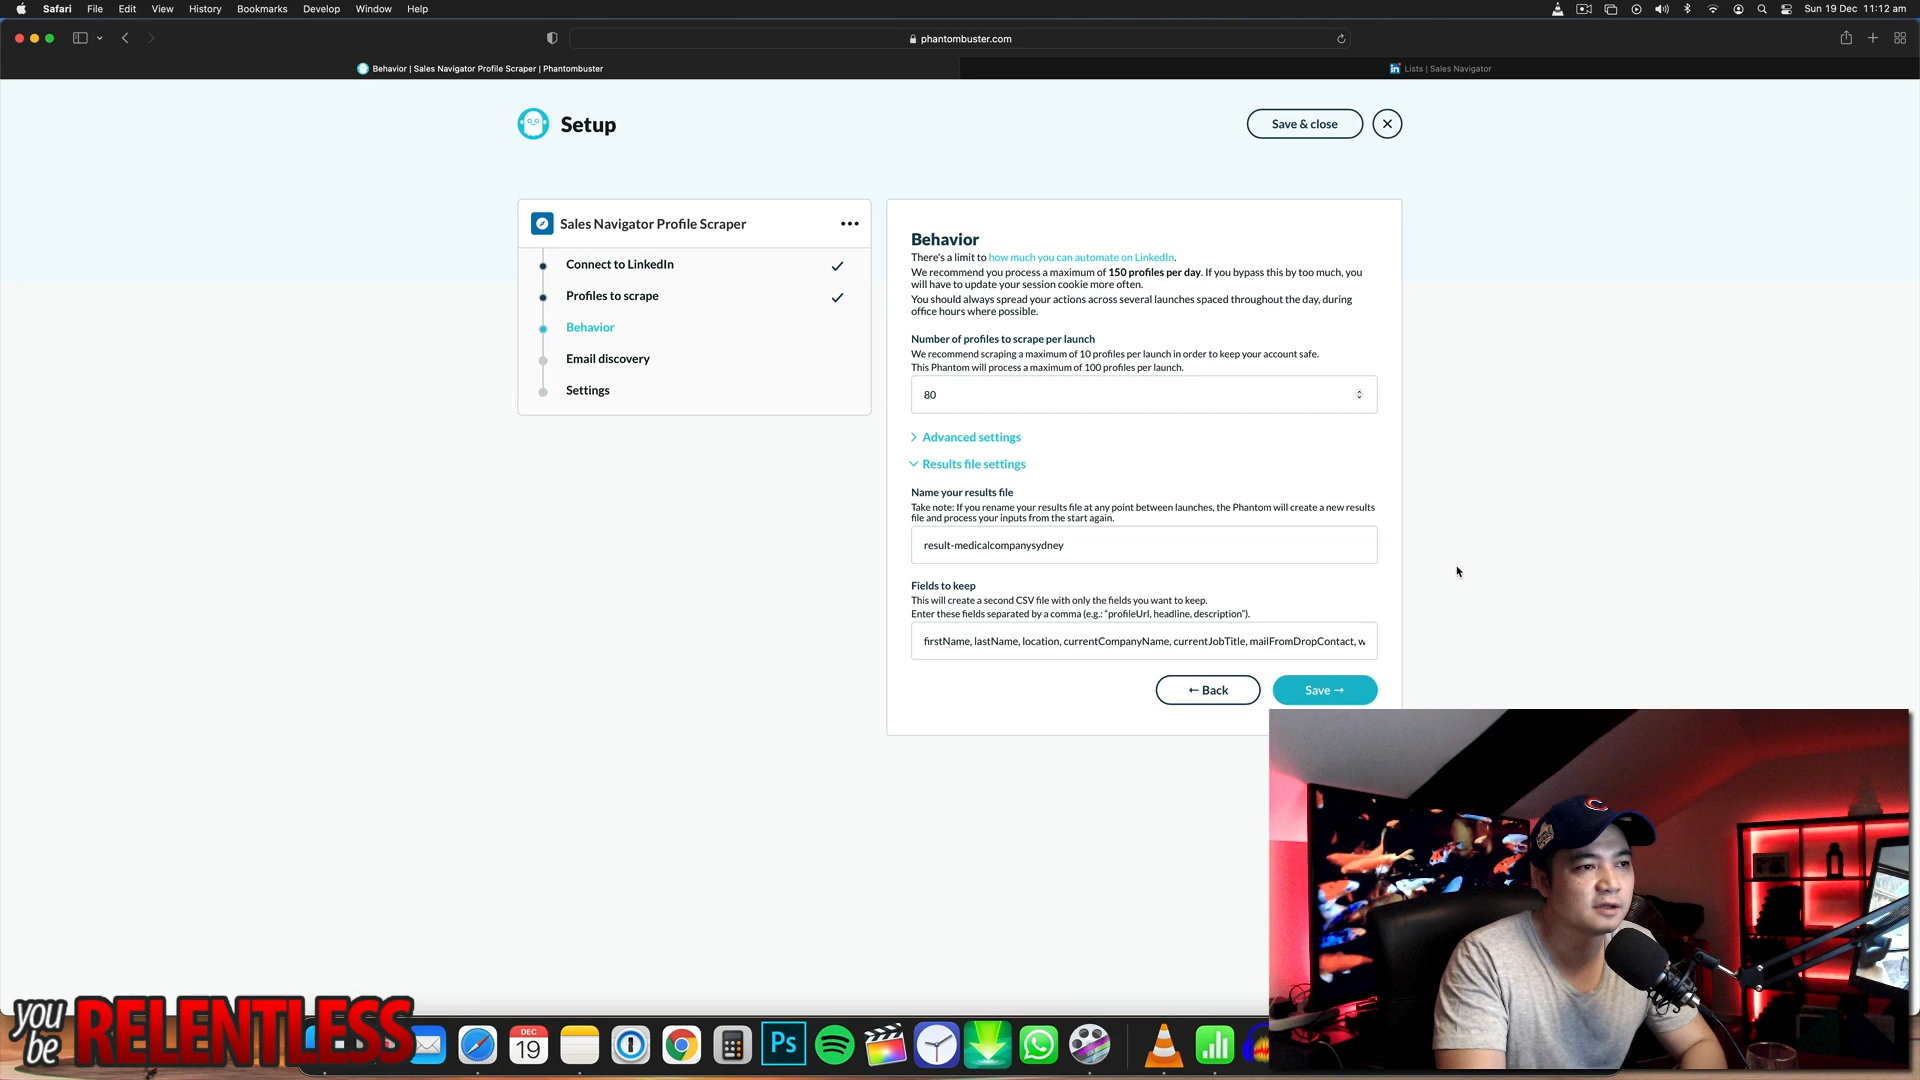 Safari File Edit View History Bookmarks Develop Window Help Sun 19 Dec 11:12 am
phantombuster.com
Behavior | Sales Navigator Profile Scraper | Phantombuster
Lists | Sales Navigator
Setup
Save & close
Sales Navigator Profile Scraper
Connect to LinkedIn
Profiles to scrape
Behavior
Email discovery
Settings
Behavior
There's a limit to how much you can automate on LinkedIn.
We recommend you process a maximum of 150 profiles per day. If you bypass this by too much, you
will have to update your session cookie more often.
You should always spread your actions across several launches spaced throughout the day, during
office hours where possible.
Number of profiles to scrape per launch
We recommend scraping a maximum of 10 profiles per launch in order to keep your account safe.
This Phantom will process a maximum of 100 profiles per launch.
80
Advanced settings
Results file settings
Name your results file
Take note: If you rename your results file at any point between launches, the Phantom will create a new results
file and process your inputs from the start again.
result-medicalcompanysydney
Fields to keep
This will create a second CSV file with only the fields you want to keep.
Enter these fields separated by a comma (e.g.: "profileUrl, headline, description").
firstName, lastName, location, currentCompanyName, currentJobTitle, mailFromDropContact, w
← Back
Save →
you
be
RELENTLESS
DEC
19
Ps
C